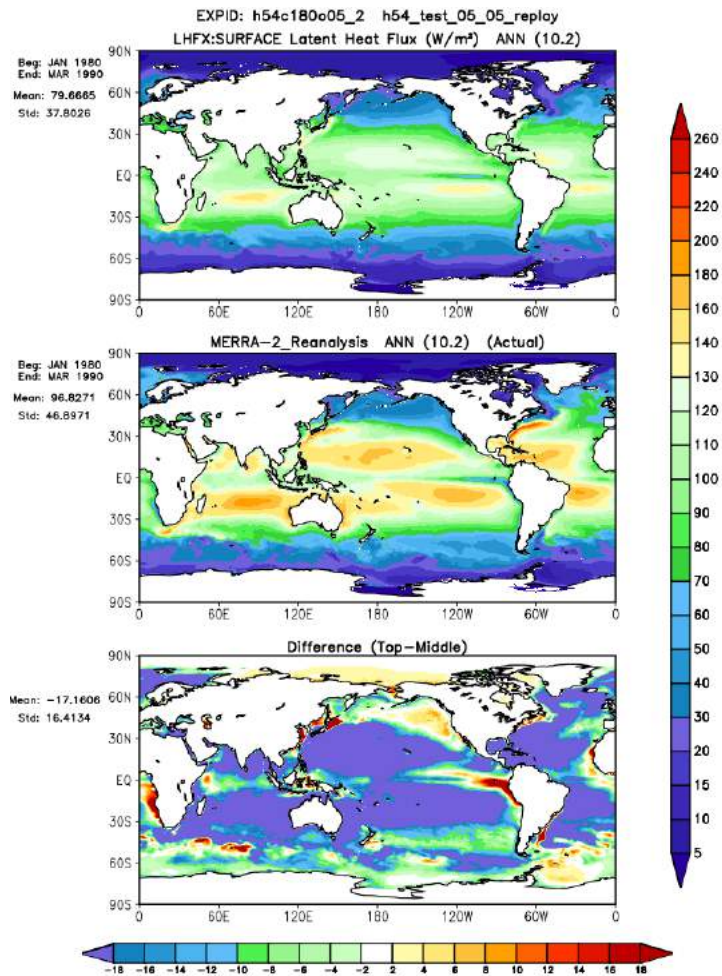 EXPID: h54c180o05_2 h54_test_05_05_replay
LHFX:SURFACE Latent Heat Flux (W/m²) ANN (10.2)
Beg: JAN 1980
End: MAR 1990
Mean: 79.6665
Std: 37.8026
90N
60N
30N
EQ
30S
60S
90S
0 60E 120E 180 120W 60W 0
MERRA-2_Reanalysis ANN (10.2) (Actual)
Beg: JAN 1980
End: MAR 1990
Mean: 96.8271
Std: 46.8971
90N
60N
30N
EQ
30S
60S
90S
0 60E 120E 180 120W 60W 0
Difference (Top-Middle)
Mean: -17.1606
Std: 16.4134
90N
60N
30N
EQ
30S
60S
90S
0 60E 120E 180 120W 60W 0
260
240
220
200
180
160
150
140
130
120
110
100
90
80
70
60
50
40
30
20
10
5
-18 -16 -14 -12 -10 -8 -6 -4 -2 2 4 6 8 10 12 14 16 18